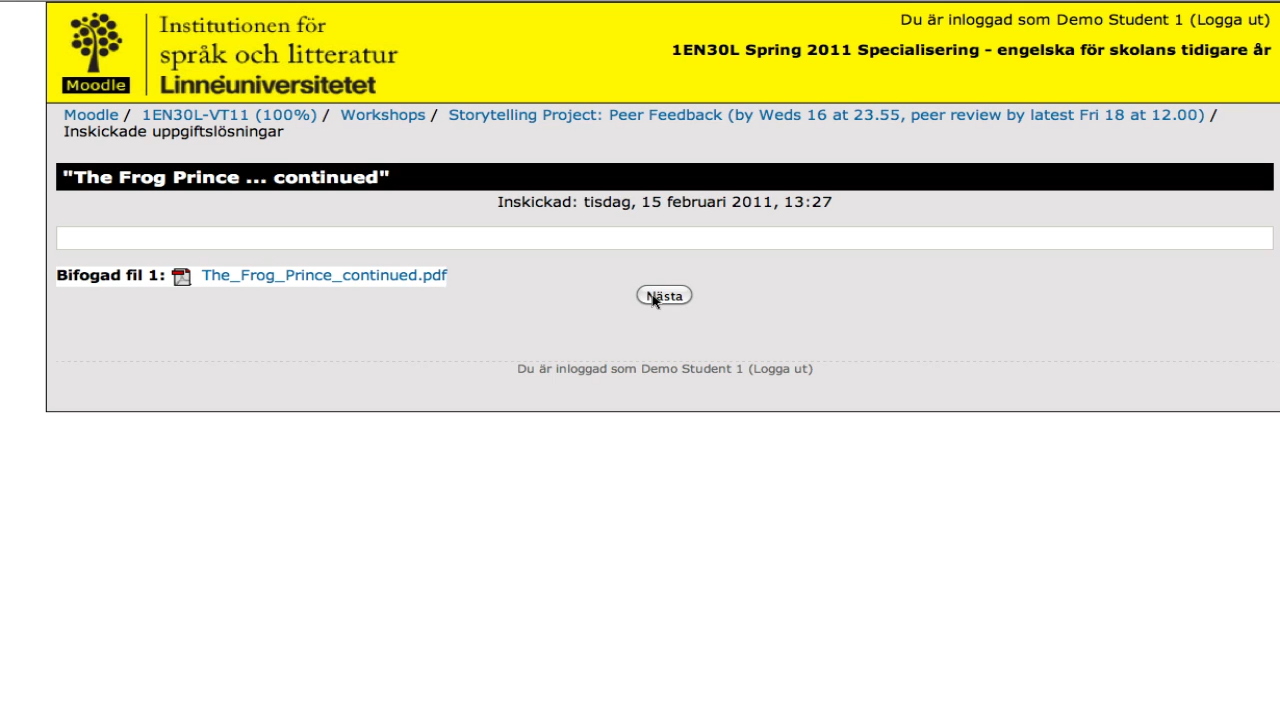 Du är inloggad som Demo Student 1 (Logga ut)
Institutionen för
språk och litteratur
Linnéuniversitetet
Moodle
1EN30L Spring 2011 Specialisering - engelska för skolans tidigare år
Moodle / 1EN30L-VT11 (100%) / Workshops / Storytelling Project: Peer Feedback (by Weds 16 at 23.55, peer review by latest Fri 18 at 12.00) /
Inskickade uppgiftslösningar
"The Frog Prince ... continued"
Inskickad: tisdag, 15 februari 2011, 13:27
Bifogad fil 1: The_Frog_Prince_continued.pdf
Nästa
Du är inloggad som Demo Student 1 (Logga ut)